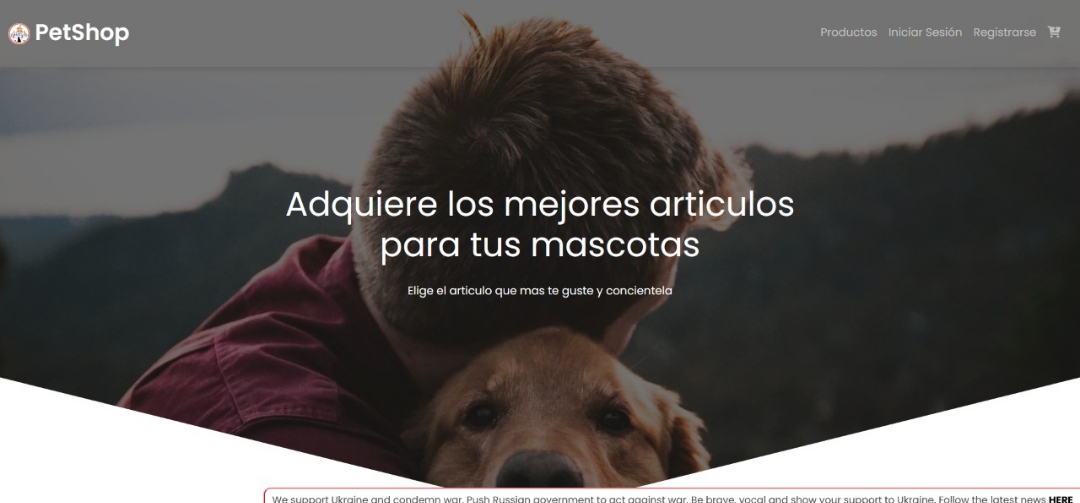 PetShop
Productos Iniciar Sesión Registrarse
Adquiere los mejores articulos
para tus mascotas
Elige el articulo que mas te guste y concientela
We support Ukraine and condemn war. Push Russian government to act against war. Be brave, vocal and show your support to Ukraine. Follow the latest news HERE